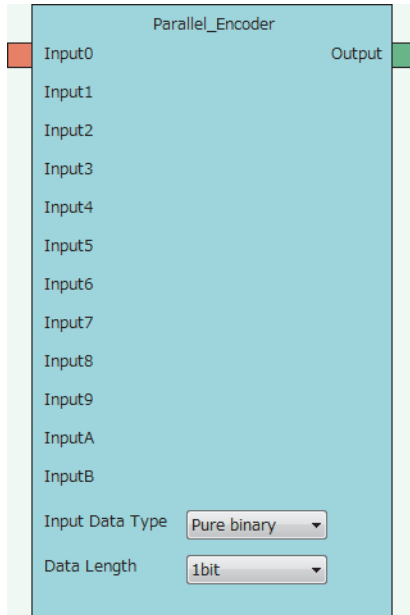 Parallel_Encoder
Input0 Output
Input1
Input2
Input3
Input4
Input5
Input6
Input7
Input8
Input9
InputA
InputB
Input Data Type Pure binary
Data Length 1bit